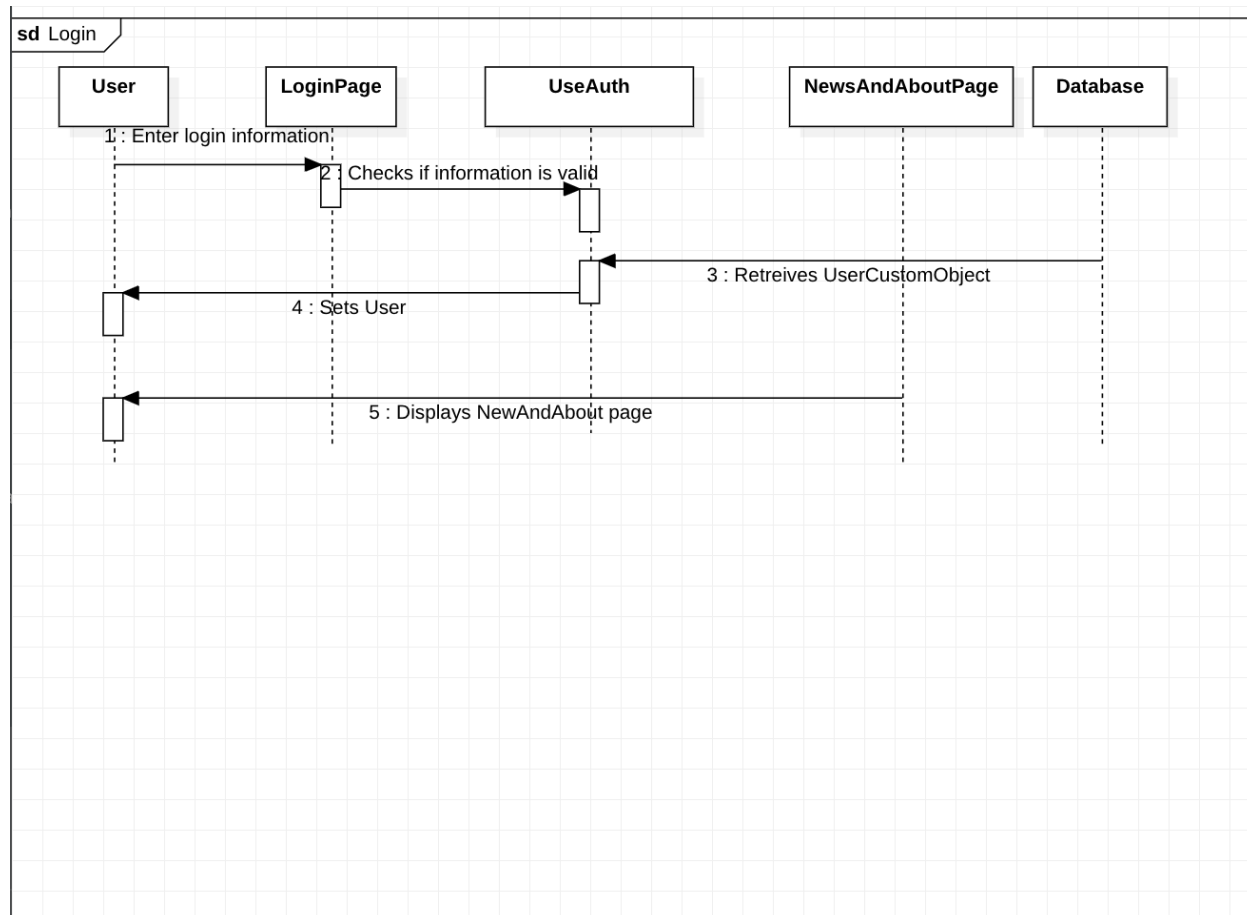 sd Login
User
LoginPage
UseAuth
NewsAndAboutPage
Database
1 : Enter login information
2 : Checks if information is valid
3 : Retreives UserCustomObject
4 : Sets User
5 : Displays NewAndAbout page